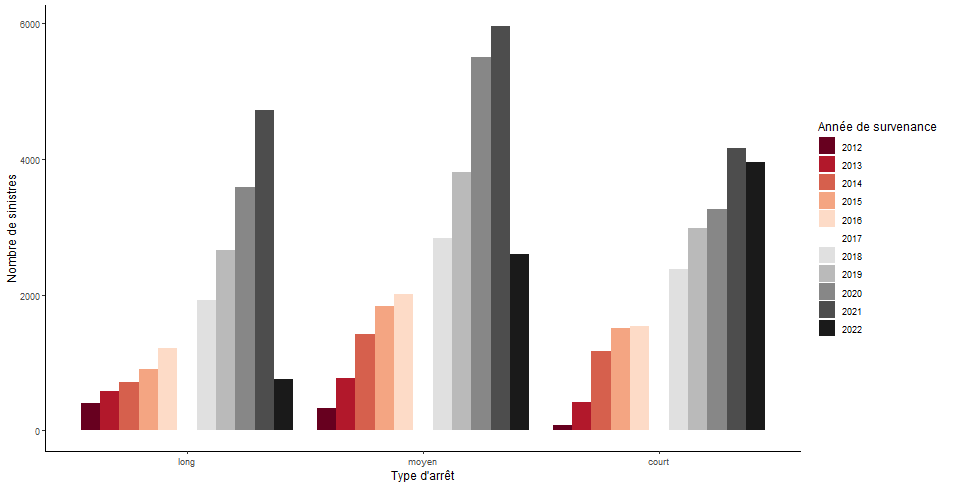 6000
4000
2000
0
Nombre de sinistres
long
moyen
court
Type d'arrêt
Année de survenance
2012
2013
2014
2015
2016
2017
2018
2019
2020
2021
2022